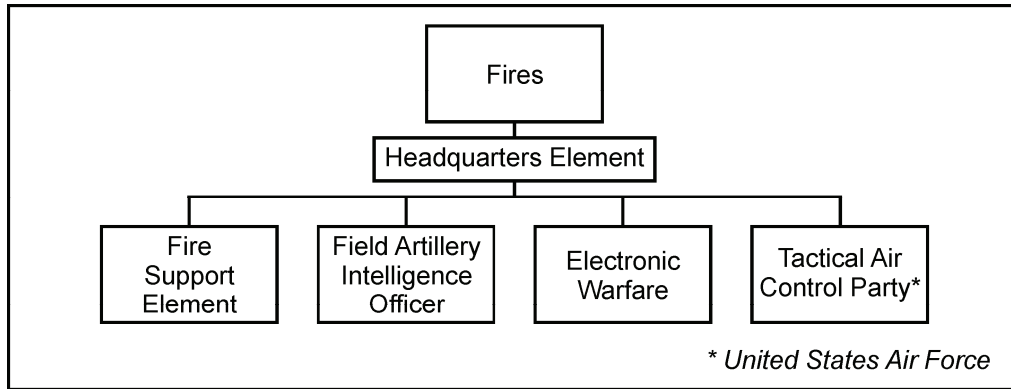 Fires
Headquarters Element
Fire
Support
Element
Field Artillery
Intelligence
Officer
Electronic
Warfare
Tactical Air
Control Party*
* United States Air Force